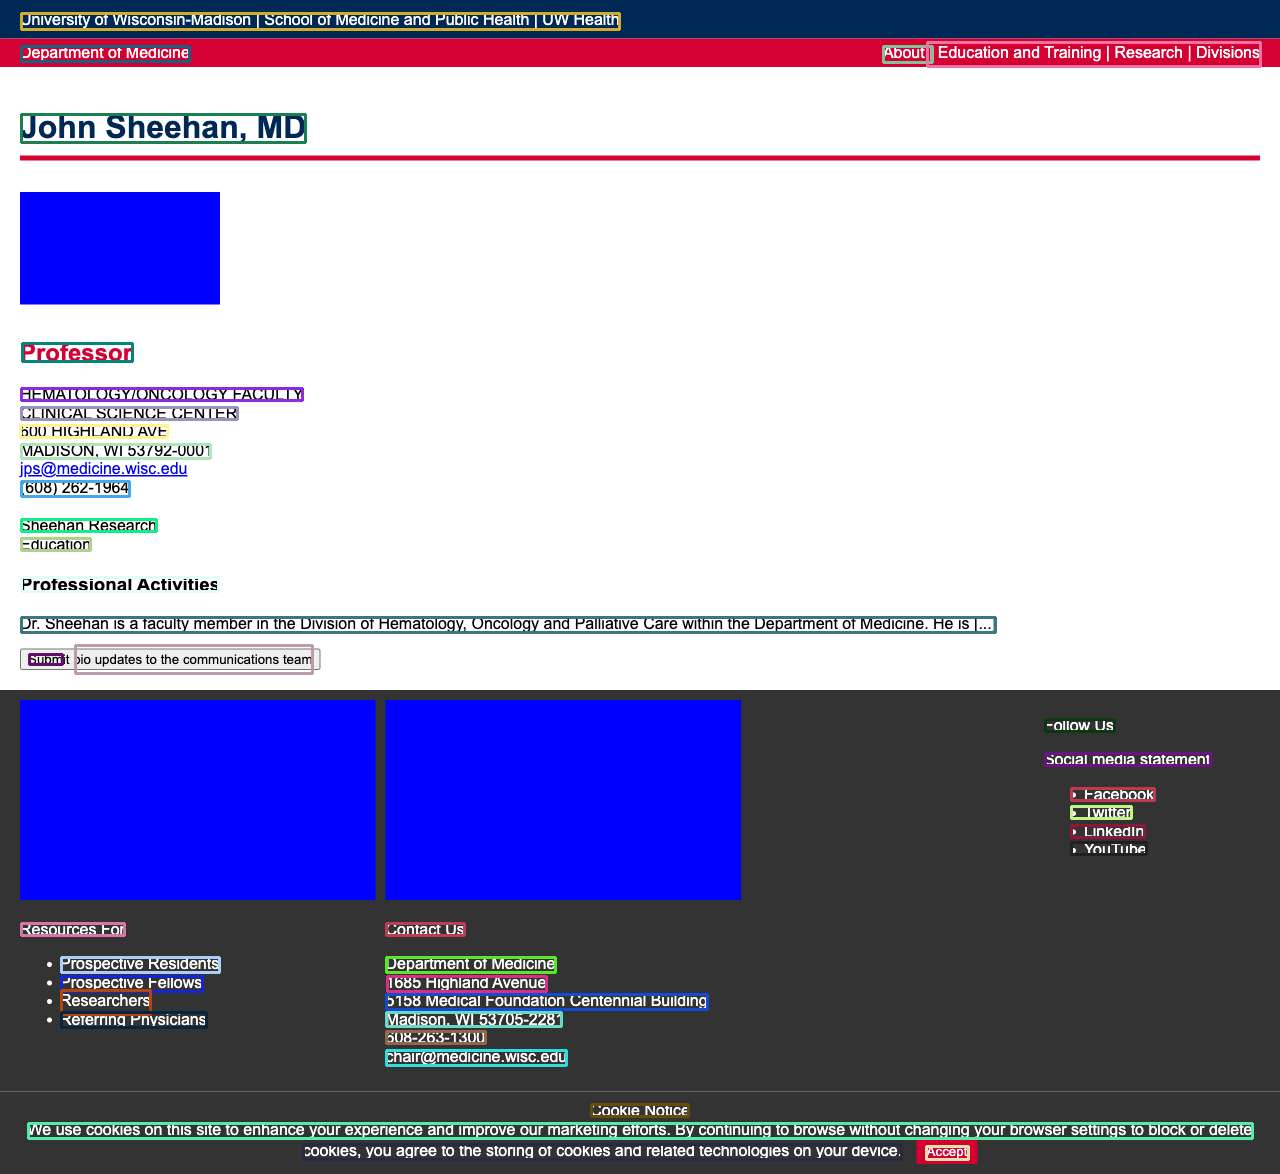 University of Wisconsin-Madison | School of Medicine and Public Health | UW Health
Department of Medicine
About | Education and Training | Research | Divisions
John Sheehan, MD
Professor
HEMATOLOGY/ONCOLOGY FACULTY
CLINICAL SCIENCE CENTER
600 HIGHLAND AVE
MADISON, WI 53792-0001
jps@medicine.wisc.edu
(608) 262-1964
Sheehan Research
Education
Professional Activities
Dr. Sheehan is a faculty member in the Division of Hematology, Oncology and Palliative Care within the Department of Medicine. He is [...]
Submit bio updates to the communications team
Follow Us
Social media statement
• Facebook
• Twitter
• LinkedIn
• YouTube
Resources For
• Prospective Residents
• Prospective Fellows
• Researchers
• Referring Physicians
Contact Us
Department of Medicine
1685 Highland Avenue
5158 Medical Foundation Centennial Building
Madison, WI 53705-2281
608-263-1300
chair@medicine.wisc.edu
Cookie Notice
We use cookies on this site to enhance your experience and improve our marketing efforts. By continuing to browse without changing your browser settings to block or delete
cookies, you agree to the storing of cookies and related technologies on your device. Accept